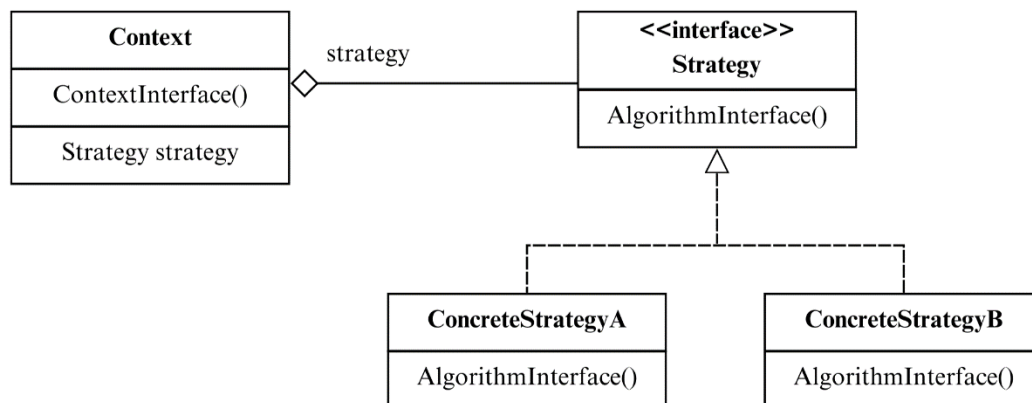 Context
ContextInterface()
Strategy strategy
strategy
<<interface>>
Strategy
AlgorithmInterface()
ConcreteStrategyA
AlgorithmInterface()
ConcreteStrategyB
AlgorithmInterface()